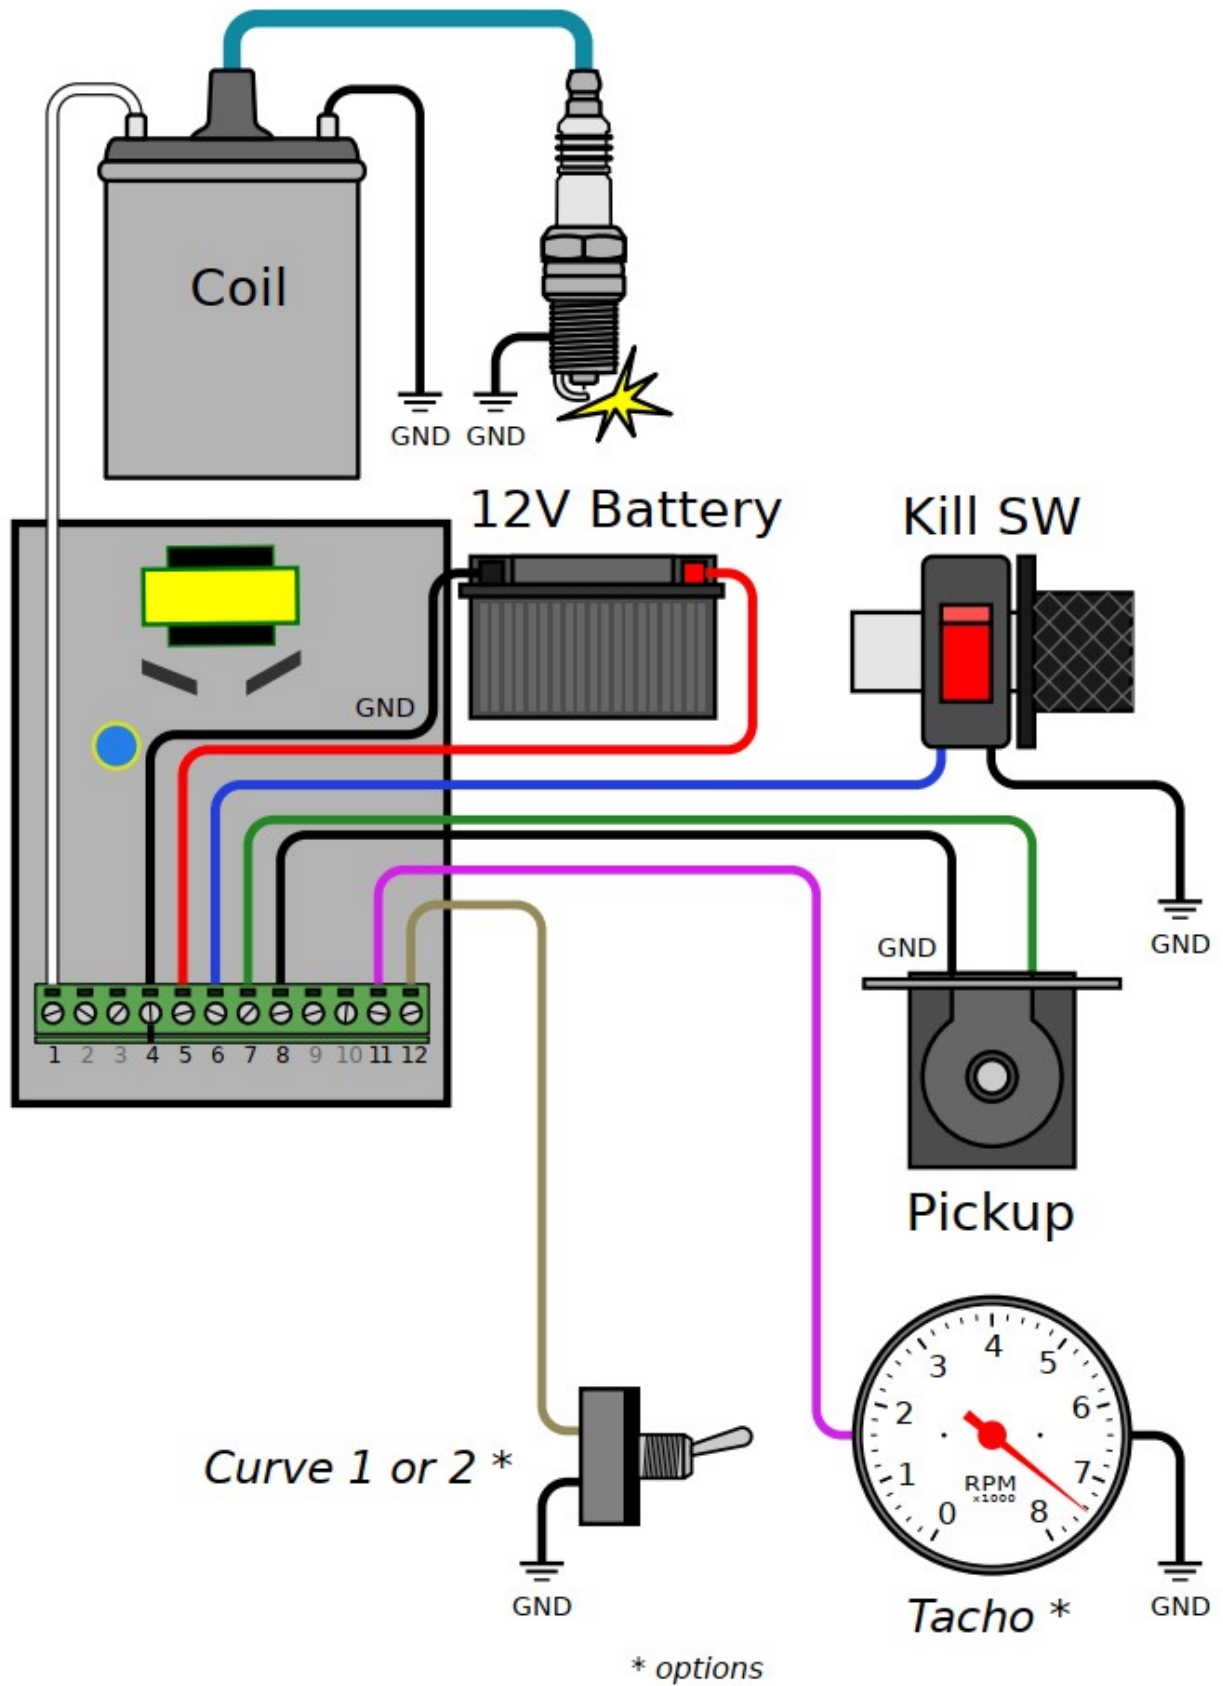 Coil
GND GND
12V Battery
Kill SW
GND
GND
GND
1 2 3 4 5 6 7 8 9 10 11 12
Pickup
0 1 2 3 4 5 6 7 8
RPM
x1000
Curve 1 or 2 *
GND
Tacho *
GND
* options